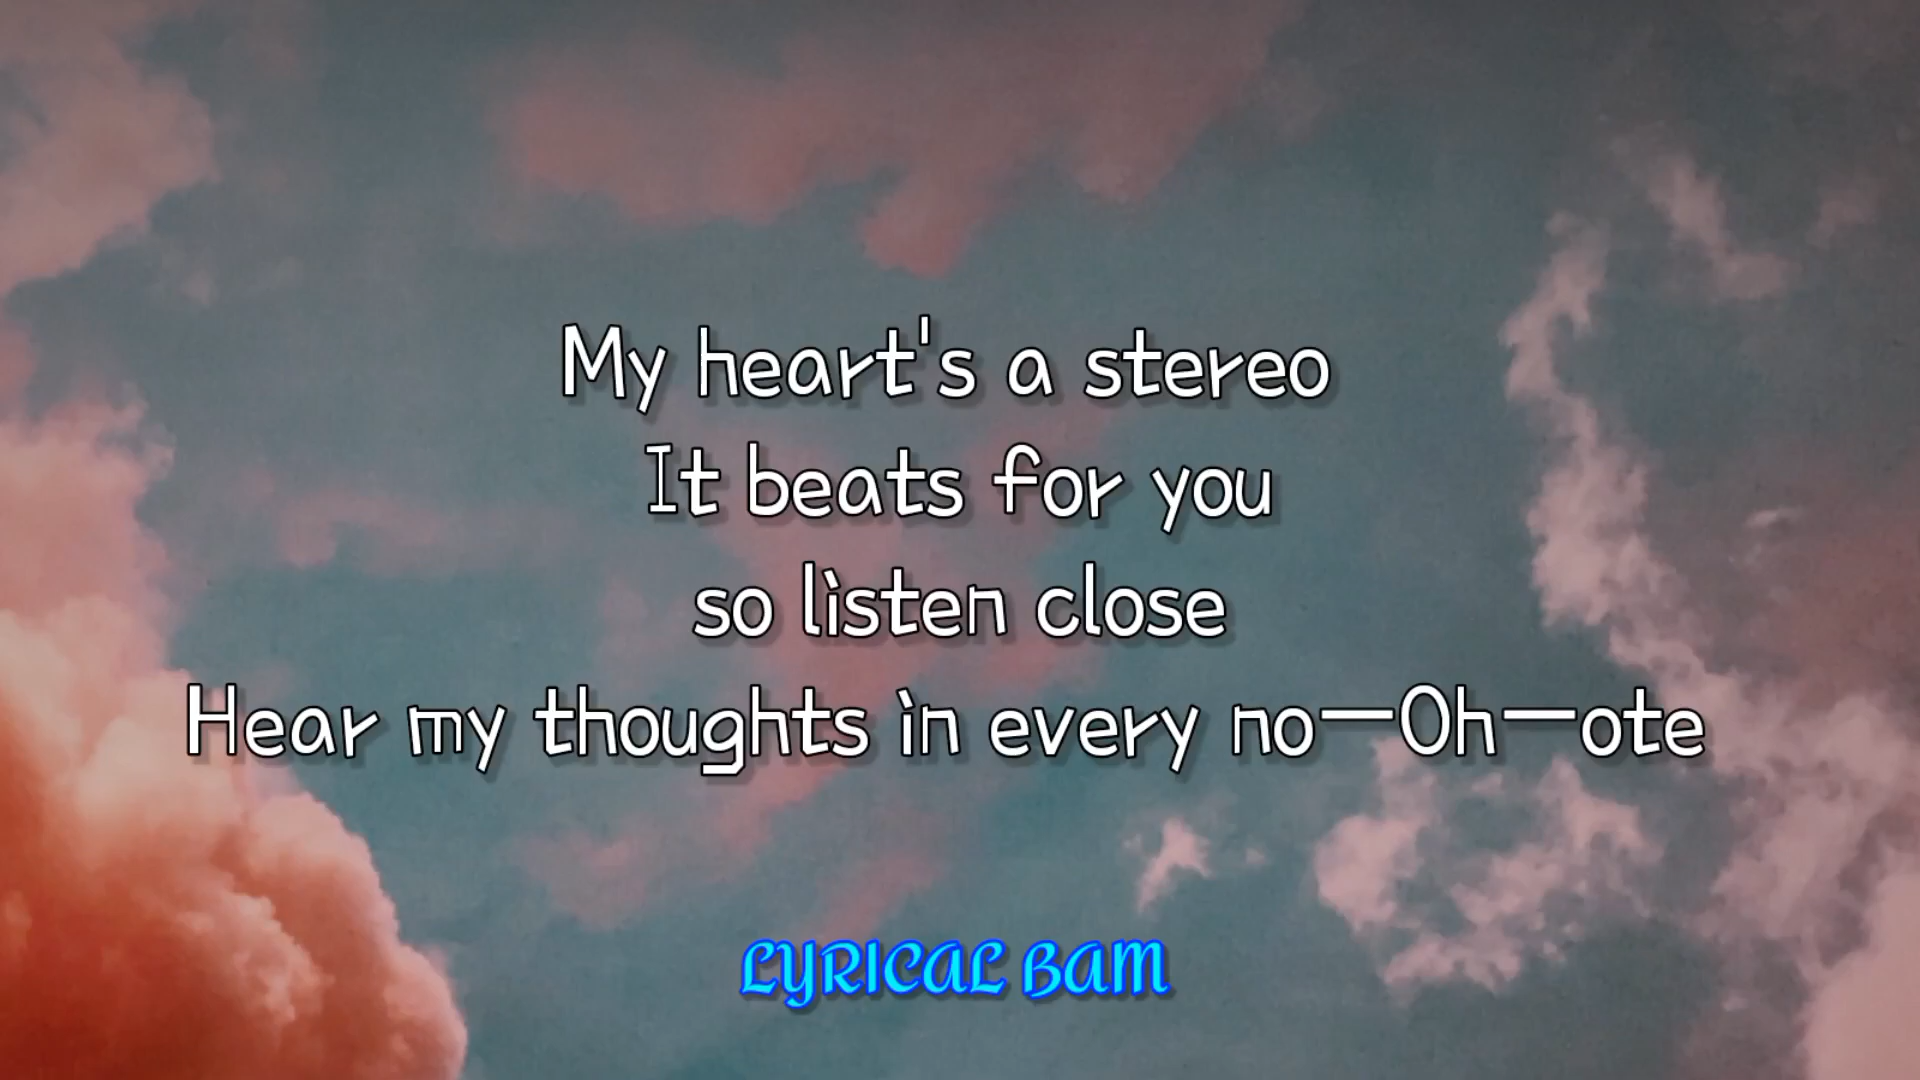 My heart's a stereo
It beats for you
so listen close
Hear my thoughts in every no—Oh—ote
LYRICAL BAM